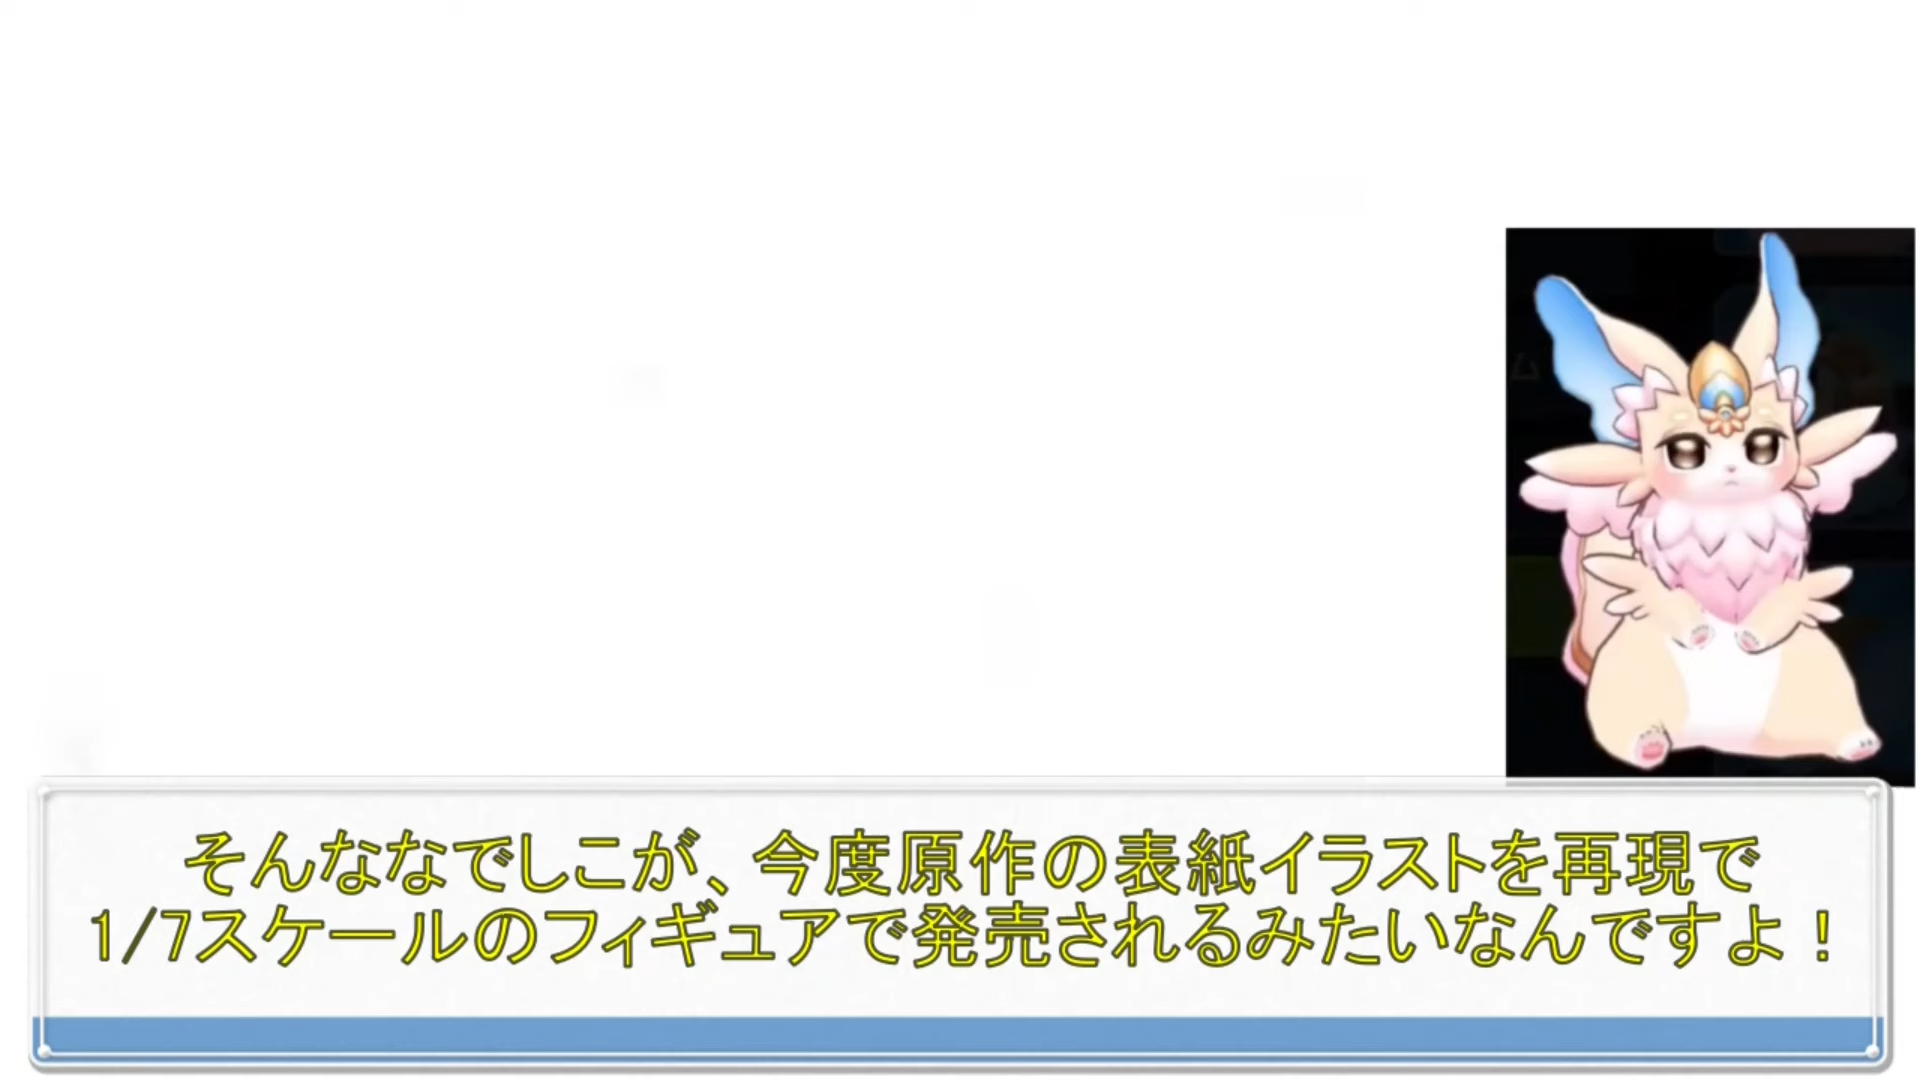 そんななでしこが、今度原作の表紙イラストを再現で
1/7スケールのフィギュアで発売されるみたいなんですよ！